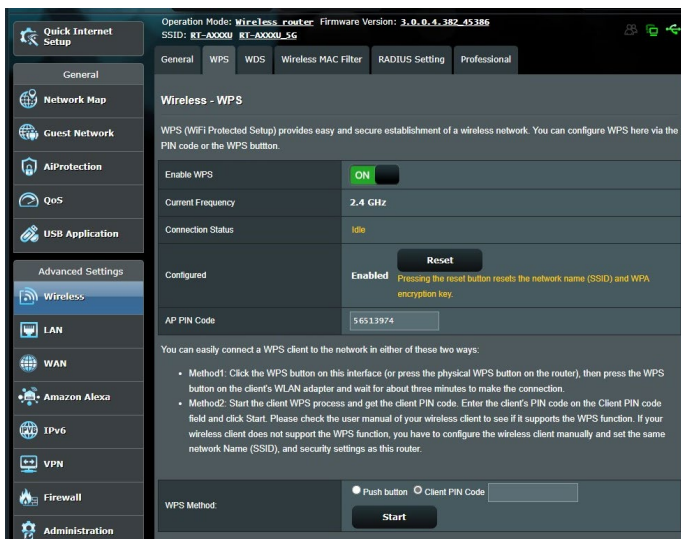 Operation Mode: Wireless router Firmware Version: 3.0.0.4.382_45386
SSID: RT-AXXXU RT-AXXXU_5G
Quick Internet
Setup
General
Network Map
Guest Network
AiProtection
QoS
USB Application
Advanced Settings
Wireless
LAN
WAN
Amazon Alexa
IPv6
VPN
Firewall
Administration
General WPS WDS Wireless MAC Filter RADIUS Setting Professional
Wireless - WPS
WPS (WiFi Protected Setup) provides easy and secure establishment of a wireless network. You can configure WPS here via the
PIN code or the WPS buttton.
Enable WPS ON
Current Frequency 2.4 GHz
Connection Status Idle
Configured Enabled Reset
Pressing the reset button resets the network name (SSID) and WPA
encryption key.
AP PIN Code 56513974
You can easily connect a WPS client to the network in either of these two ways:
• Method1: Click the WPS button on this interface (or press the physical WPS button on the router), then press the WPS
button on the client's WLAN adapter and wait for about three minutes to make the connection.
• Method2: Start the client WPS process and get the client PIN code. Enter the client's PIN code on the Client PIN code
field and click Start. Please check the user manual of your wireless client to see if it supports the WPS function. If your
wireless client does not support the WPS function, you have to configure the wireless client manually and set the same
network Name (SSID), and security settings as this router.
WPS Method: Push button Client PIN Code
Start